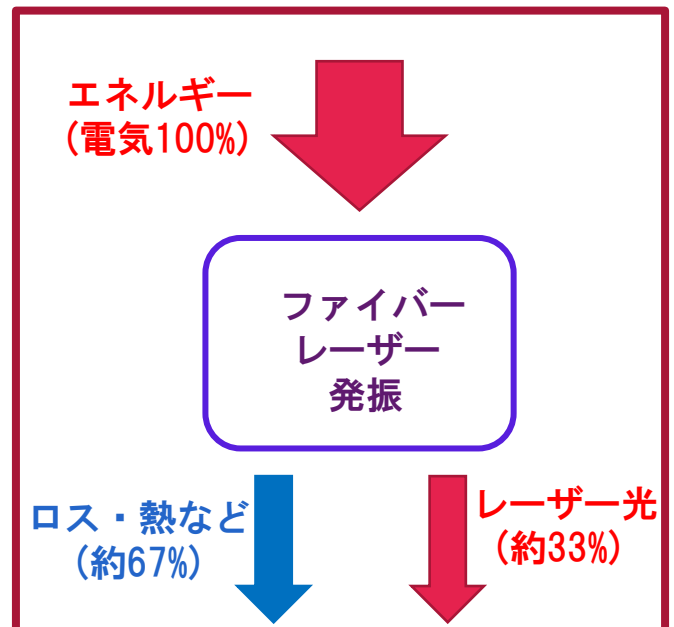 エネルギー
(電気100%)
ファイバー
レーザー
発振
ロス・熱など
(約67%)
レーザー光
(約33%)